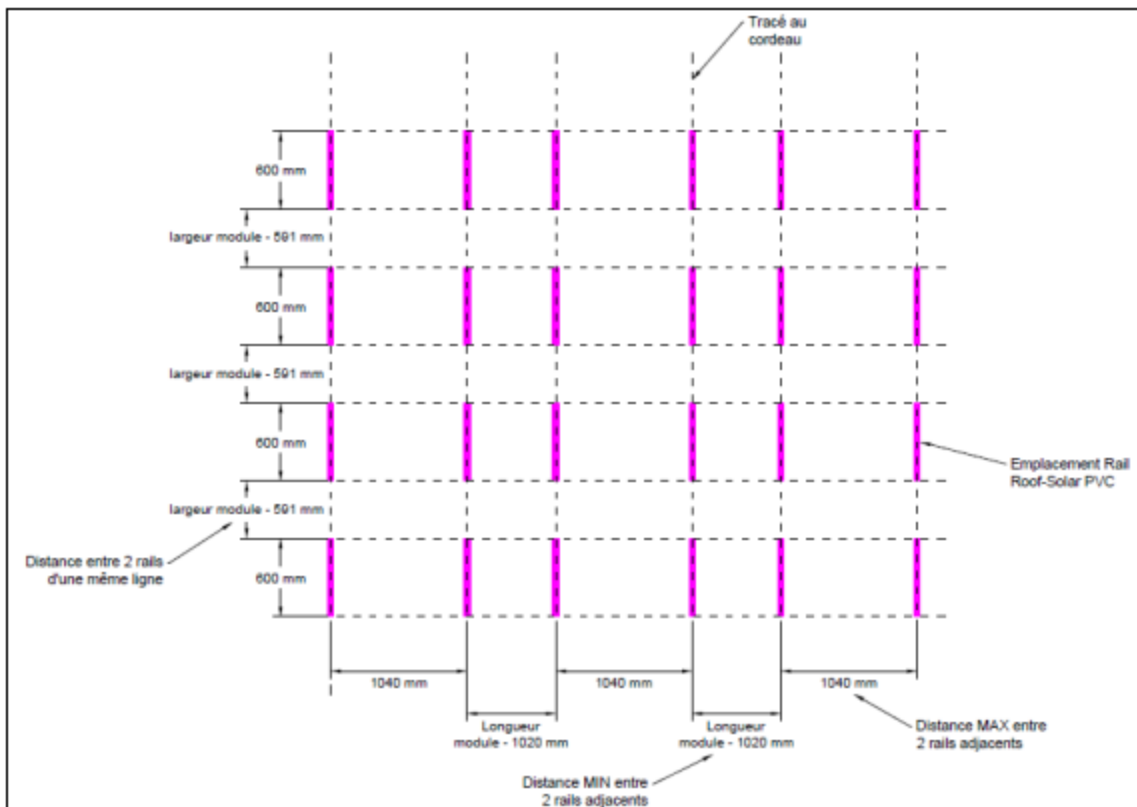 Tracé au
cordeau
600 mm
largeur module - 591 mm
600 mm
largeur module - 591 mm
600 mm
Emplacement Rail
Roof-Solar PVC
largeur module - 591 mm
Distance entre 2 rails
d'une même ligne
600 mm
1040 mm
1040 mm
1040 mm
Longueur
module - 1020 mm
Longueur
module - 1020 mm
Distance MAX entre
2 rails adjacents
Distance MIN entre
2 rails adjacents